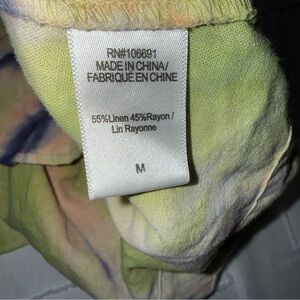 RN#106691
MADE IN CHINA/
FABRIQUÉ EN CHINE
55%Linen 45%Rayon /
Lin Rayonne
M